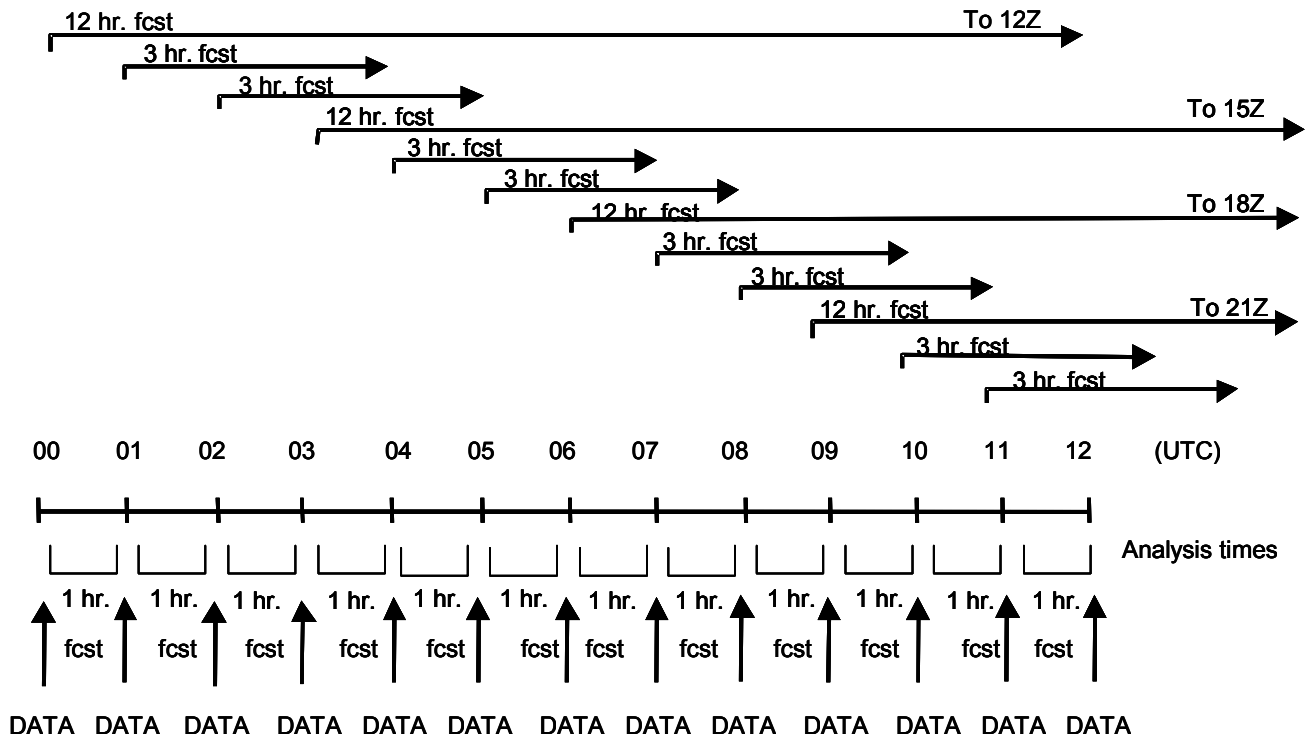 12 hr. fcst To 12Z
3 hr. fcst
3 hr. fcst
12 hr. fcst To 15Z
3 hr. fcst
3 hr. fcst
12 hr. fcst To 18Z
3 hr. fcst
3 hr. fcst
12 hr. fcst To 21Z
3 hr. fcst
3 hr. fcst
00 01 02 03 04 05 06 07 08 09 10 11 12 (UTC)
Analysis times
1 hr. 1 hr. 1 hr. 1 hr. 1 hr. 1 hr. 1 hr. 1 hr. 1 hr. 1 hr. 1 hr. 1 hr.
fcst fcst fcst fcst fcst fcst fcst fcst fcst fcst fcst fcst
DATA DATA DATA DATA DATA DATA DATA DATA DATA DATA DATA DATA DATA